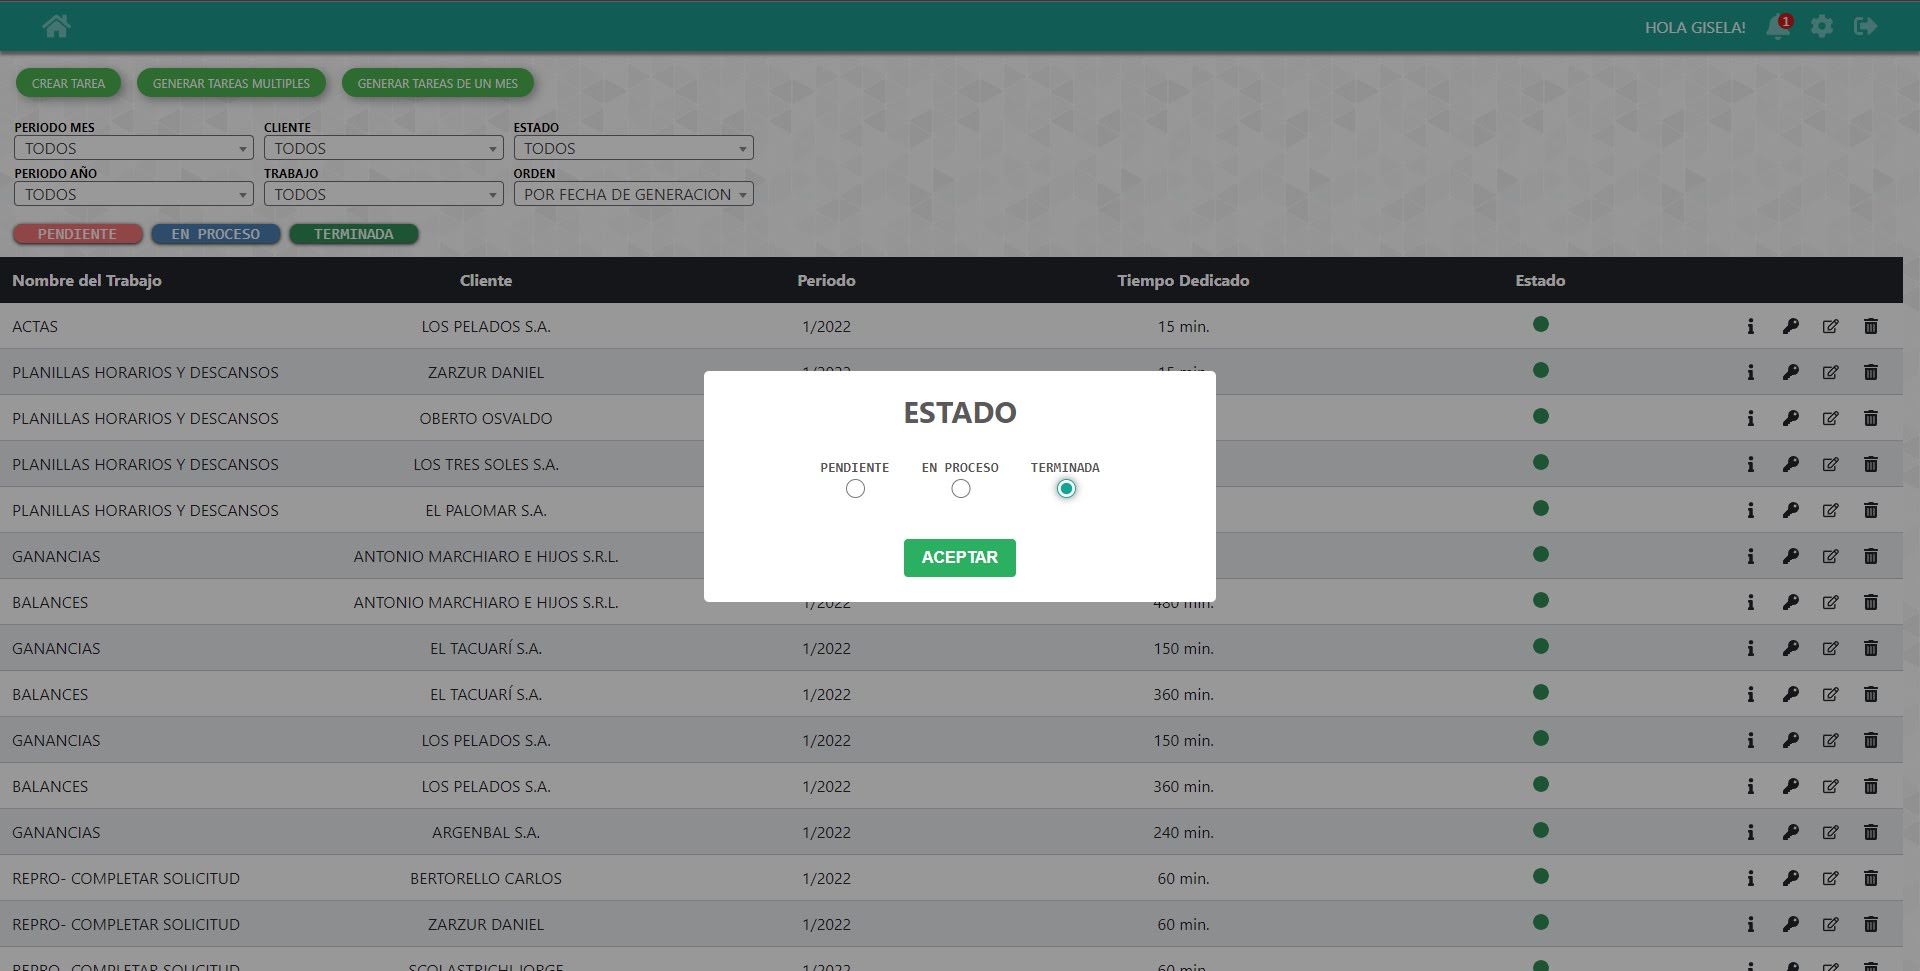 HOLA GISELA! 1
CREAR TAREA GENERAR TAREAS MULTIPLES GENERAR TAREAS DE UN MES
PERIODO MES CLIENTE ESTADO
TODOS TODOS TODOS
PERIODO AÑO TRABAJO ORDEN
TODOS TODOS POR FECHA DE GENERACION
PENDIENTE EN PROCESO TERMINADA
Nombre del Trabajo Cliente Periodo Tiempo Dedicado Estado
ACTAS LOS PELADOS S.A. 1/2022 15 min.
PLANILLAS HORARIOS Y DESCANSOS ZARZUR DANIEL 1/2022 15 min.
ESTADO
PLANILLAS HORARIOS Y DESCANSOS OBERTO OSVALDO
PLANILLAS HORARIOS Y DESCANSOS LOS TRES SOLES S.A.
PENDIENTE EN PROCESO TERMINADA
PLANILLAS HORARIOS Y DESCANSOS EL PALOMAR S.A.
GANANCIAS ANTONIO MARCHIARO E HIJOS S.R.L.
ACEPTAR
BALANCES ANTONIO MARCHIARO E HIJOS S.R.L. 1/2022 480 min.
GANANCIAS EL TACUARÍ S.A. 1/2022 150 min.
BALANCES EL TACUARÍ S.A. 1/2022 360 min.
GANANCIAS LOS PELADOS S.A. 1/2022 150 min.
BALANCES LOS PELADOS S.A. 1/2022 360 min.
GANANCIAS ARGENBAL S.A. 1/2022 240 min.
REPRO- COMPLETAR SOLICITUD BERTORELLO CARLOS 1/2022 60 min.
REPRO- COMPLETAR SOLICITUD ZARZUR DANIEL 1/2022 60 min.
REPRO- COMPLETAR SOLICITUD SCOLASTRICHI JORGE 1/2022 60 min.